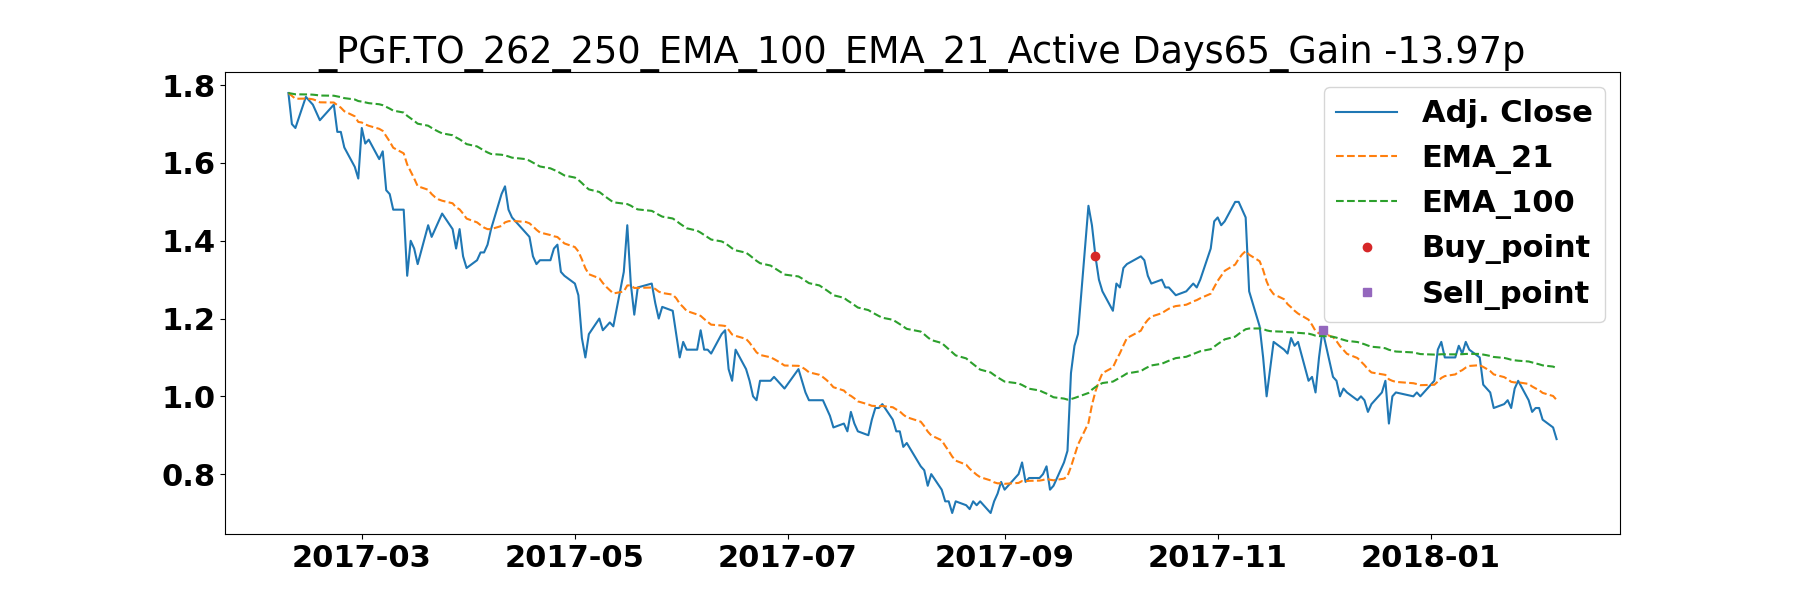 _PGF.TO_262_250_EMA_100_EMA_21_Active Days65_Gain -13.97p
1.8
1.6
1.4
1.2
1.0
0.8
Adj. Close
EMA_21
EMA_100
Buy_point
Sell_point
2017-03 2017-05 2017-07 2017-09 2017-11 2018-01